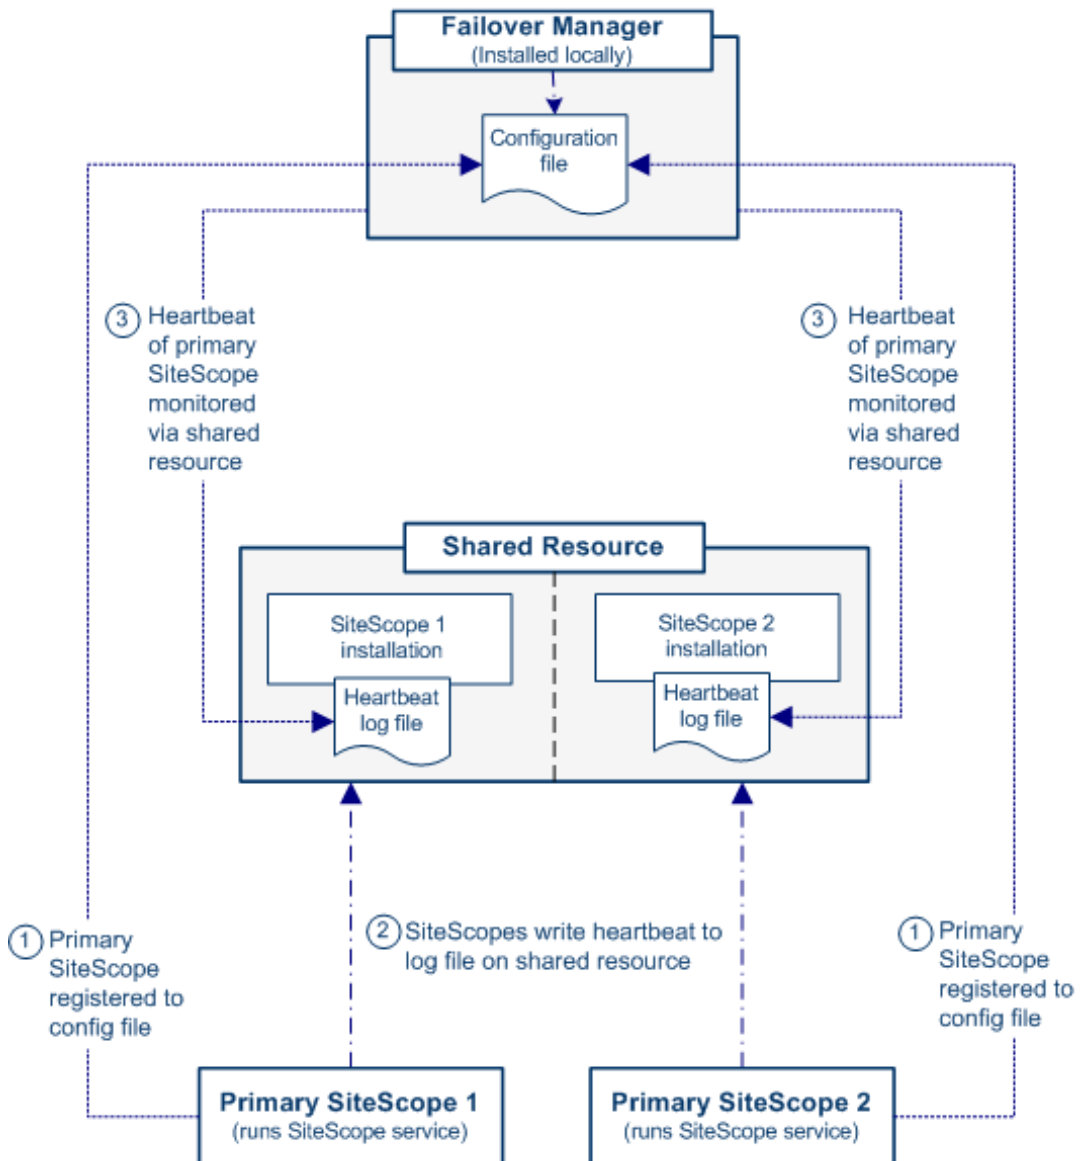 Failover Manager
(Installed locally)
Configuration
file
3
Heartbeat
of primary
SiteScope
monitored
via shared
resource
3
Heartbeat
of primary
SiteScope
monitored
via shared
resource
Shared Resource
SiteScope 1
installation
Heartbeat
log file
SiteScope 2
installation
Heartbeat
log file
1
Primary
SiteScope
registered to
config file
2
SiteScopes write heartbeat to
log file on shared resource
1
Primary
SiteScope
registered to
config file
Primary SiteScope 1
(runs SiteScope service)
Primary SiteScope 2
(runs SiteScope service)